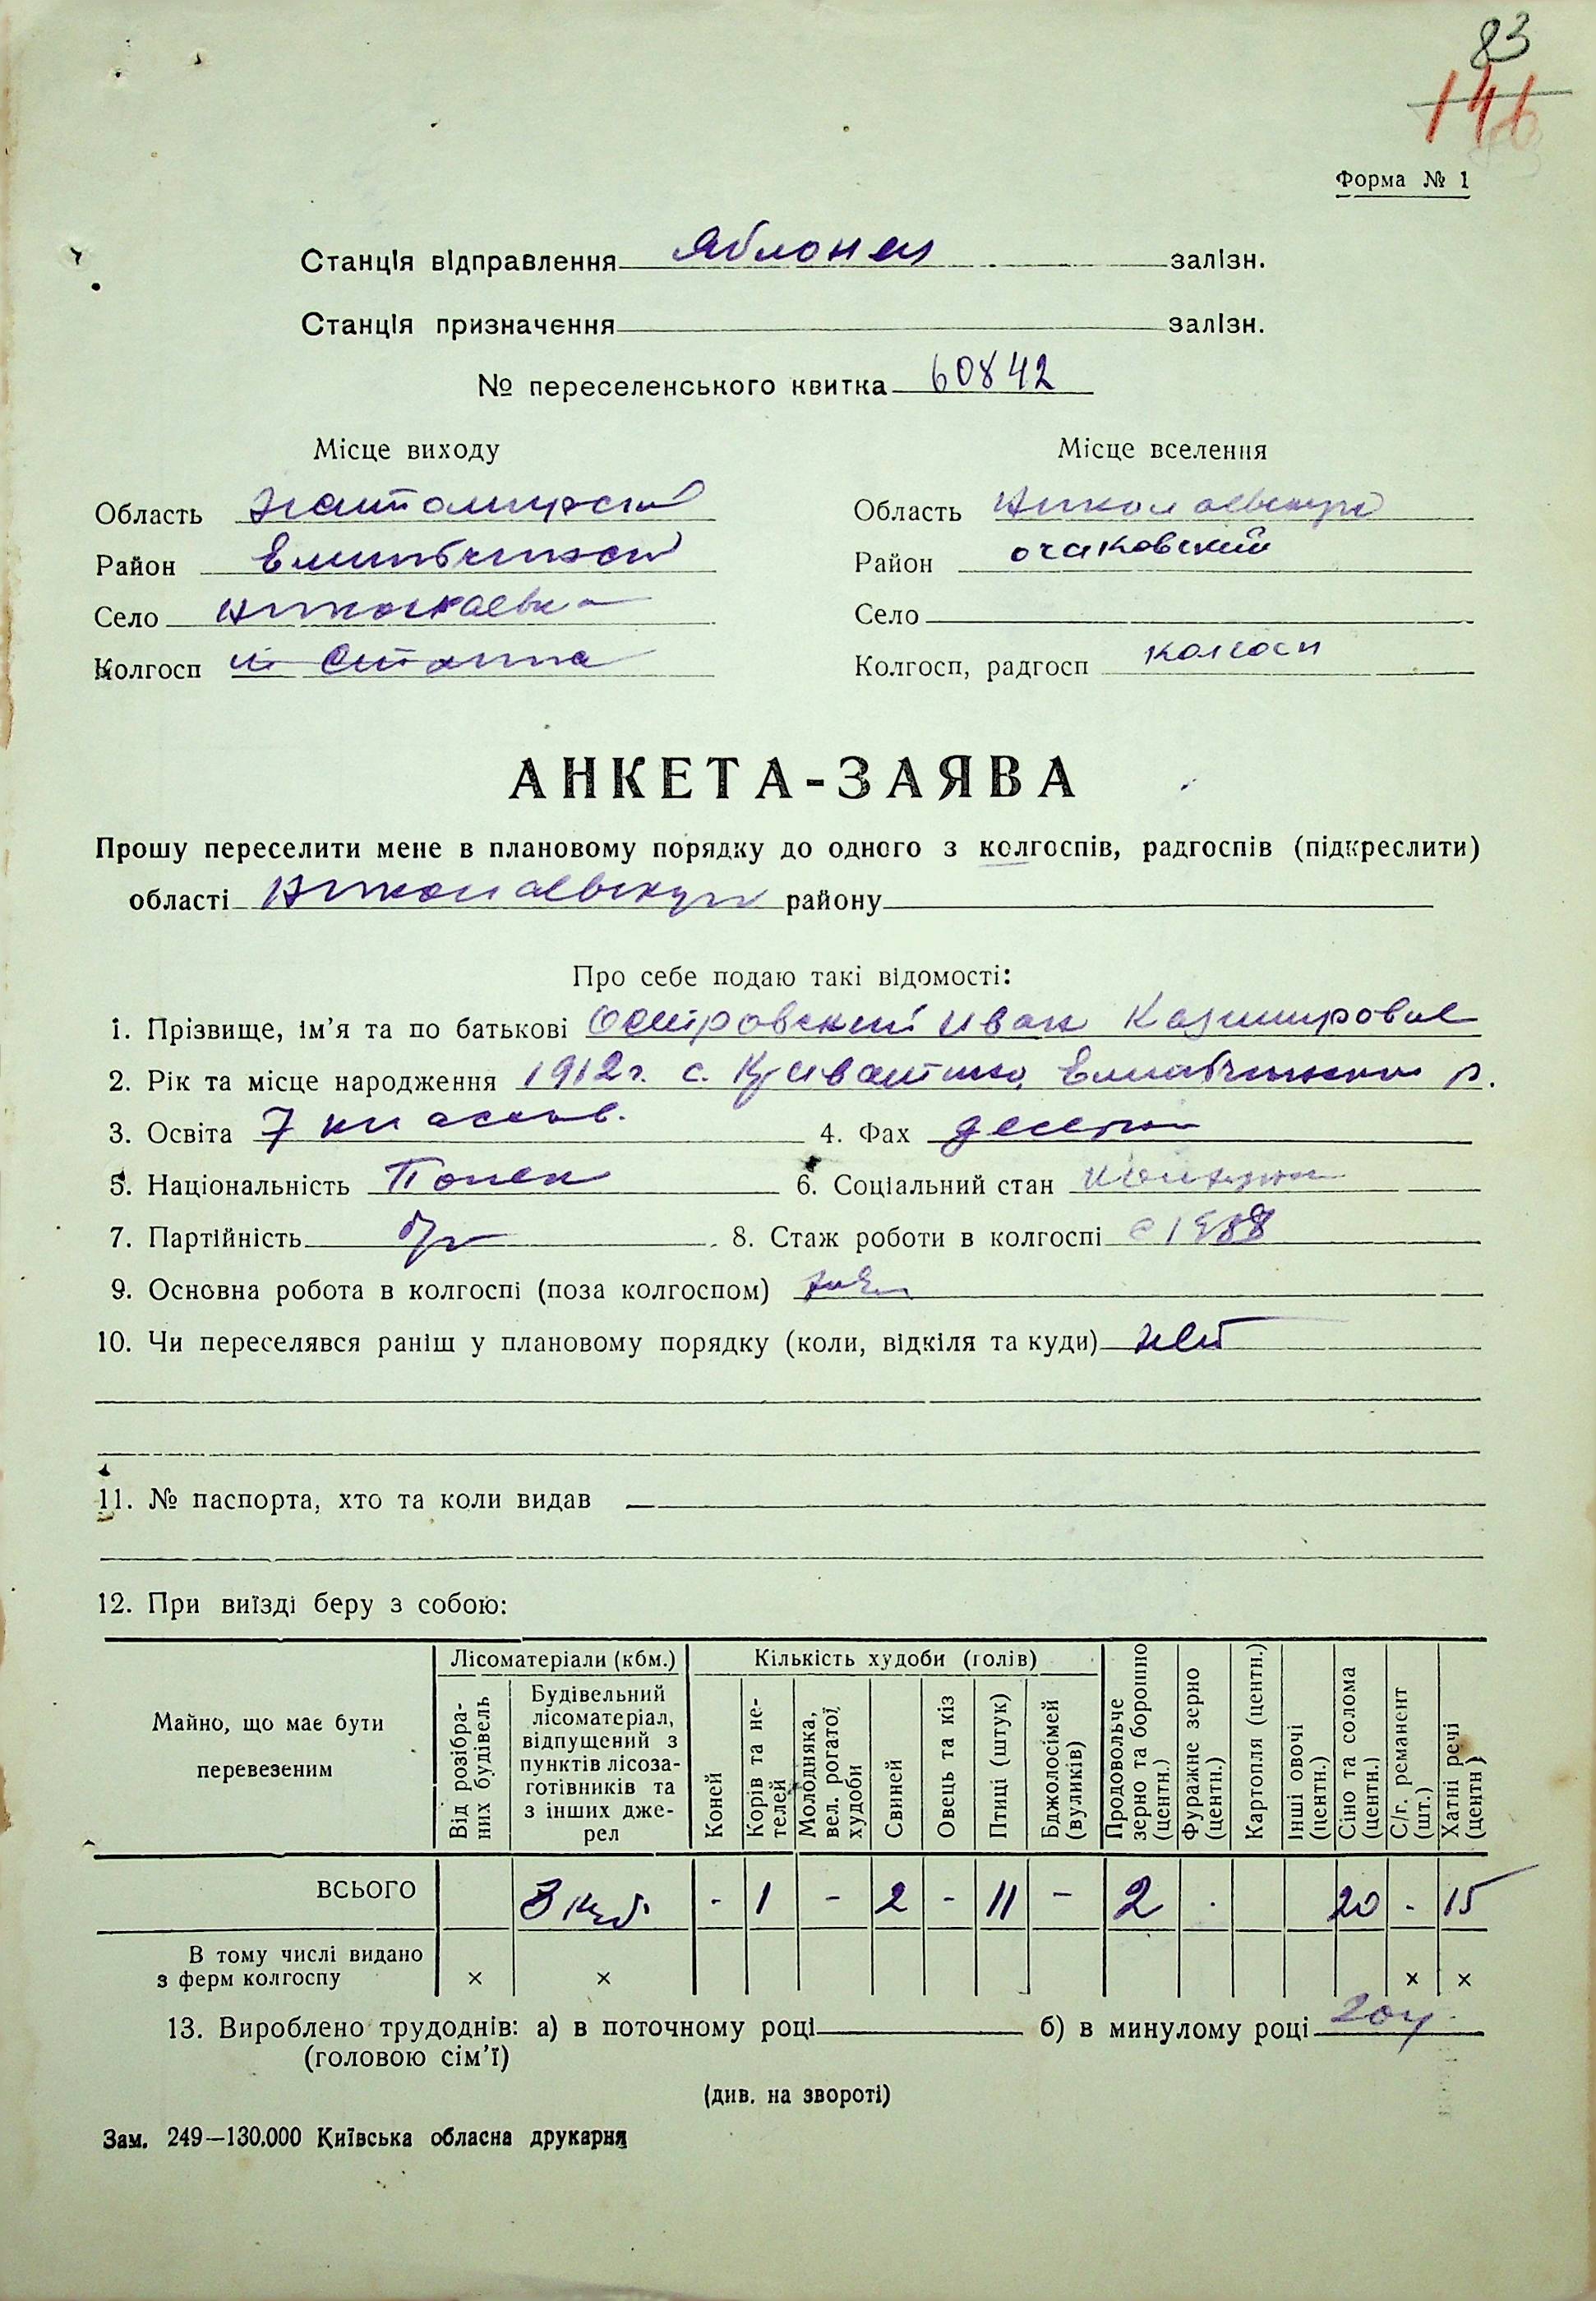 83
146
Форма № 1
Станція відправлення Яблонец залізн.
Станція призначення залізн.
№ переселенського квитка 60842
Місце виходу Місце вселення
Область Житомирской Область Николаевскую
Район Емильчинской Район очаковский
Село Николаевка Село
Колгосп им Сталина Колгосп, радгосп колгосп
АНКЕТА-ЗАЯВА
Прошу переселити мене в плановому порядку до одного з колгоспів, радгоспів (підкреслити)
області Николаевскую району
Про себе подаю такі відомості:
1. Прізвище, ім’я та по батькові Островский Иван Казимирович
2. Рік та місце народження 1912 г. с. Емильчинского р.
3. Освіта 7 классов. 4. Фах
5. Національність Поляк 6. Соціальний стан
7. Партійність б/п 8. Стаж роботи в колгоспі с
9. Основна робота в колгоспі (поза колгоспом)
10. Чи переселявся раніш у плановому порядку (коли, відкіля та куди) нет
11. № паспорта, хто та коли видав
12. При виїзді беру з собою:
Майно, що має бути перевезеним
Лісоматеріали (кбм.)
Кількість худоби (голів)
Від розібраних будівель
Будівельний лісоматеріал, відпущений з пунктів лісозаготівників та з інших джерел
Коней
Корів та нетелей
Молодняка, вел. рогатої худоби
Свиней
Овець та кіз
Птиці (штук)
Бджолосімей (вуликів)
Продовольче зерно та борошно (центн.)
Фуражне зерно (центн.)
Картопля (центн.)
Інші овочі (центн.)
Сіно та солома (центн.)
С/г. реманент (шт.)
Хатні речі (центн)
ВСЬОГО 3 куб. - 1 - 2 - 11 - 2 . 20 - 15
В тому числі видано з ферм колгоспу × × × ×
13. Вироблено трудоднів: а) в поточному році б) в минулому році 204
(головою сім’ї)
(див. на звороті)
Зам. 249—130.000 Київська обласна друкарня